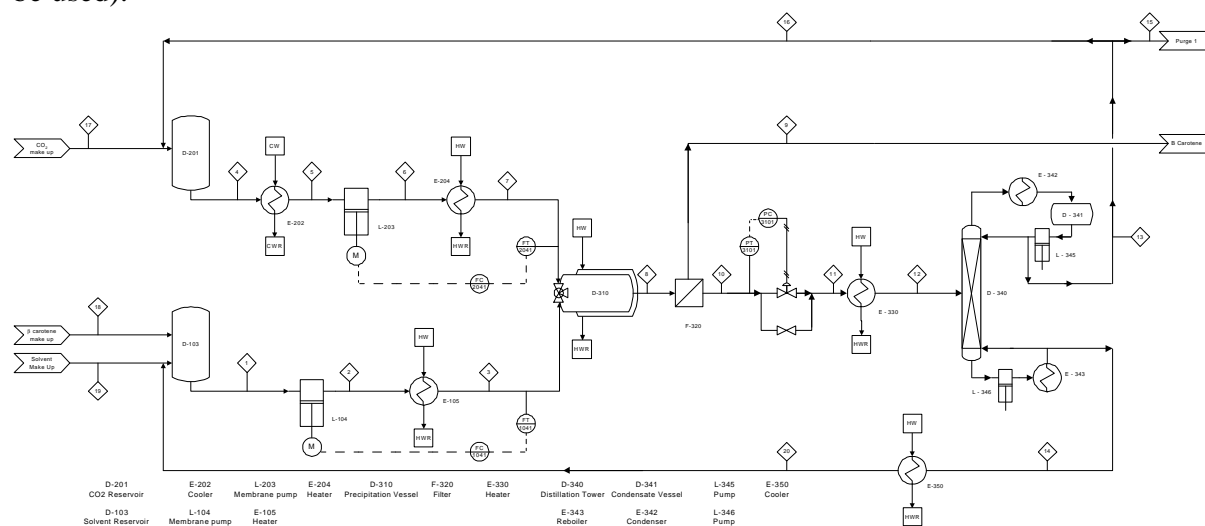 be used).
16
15
Purge 1
17
CO2
make up
D-201
CW
HW
9
B Carotene
4
5
6
E-204
7
E - 342
E-202
L-203
PC
3101
D - 341
CWR
HWR
FT
2041
HW
PT
3101
HW
L - 345
13
M
FC
2041
D-310
8
10
11
12
D - 340
18
F-320
E - 330
β carotene
make up
D-103
HW
HWR
HWR
Solvent
Make Up
1
2
3
E - 343
19
L-104
E-105
L - 346
HWR
FT
1041
HW
M
FC
1041
20
14
E-350
HWR
D-201 E-202 L-203 E-204 D-310 F-320 E-330 D-340 D-341 L-345 E-350
CO2 Reservoir Cooler Membrane pump Heater Precipitation Vessel Filter Heater Distillation Tower Condensate Vessel Pump Cooler
D-103 L-104 E-105 E-343 E-342 L-346
Solvent Reservoir Membrane pump Heater Reboiler Condenser Pump